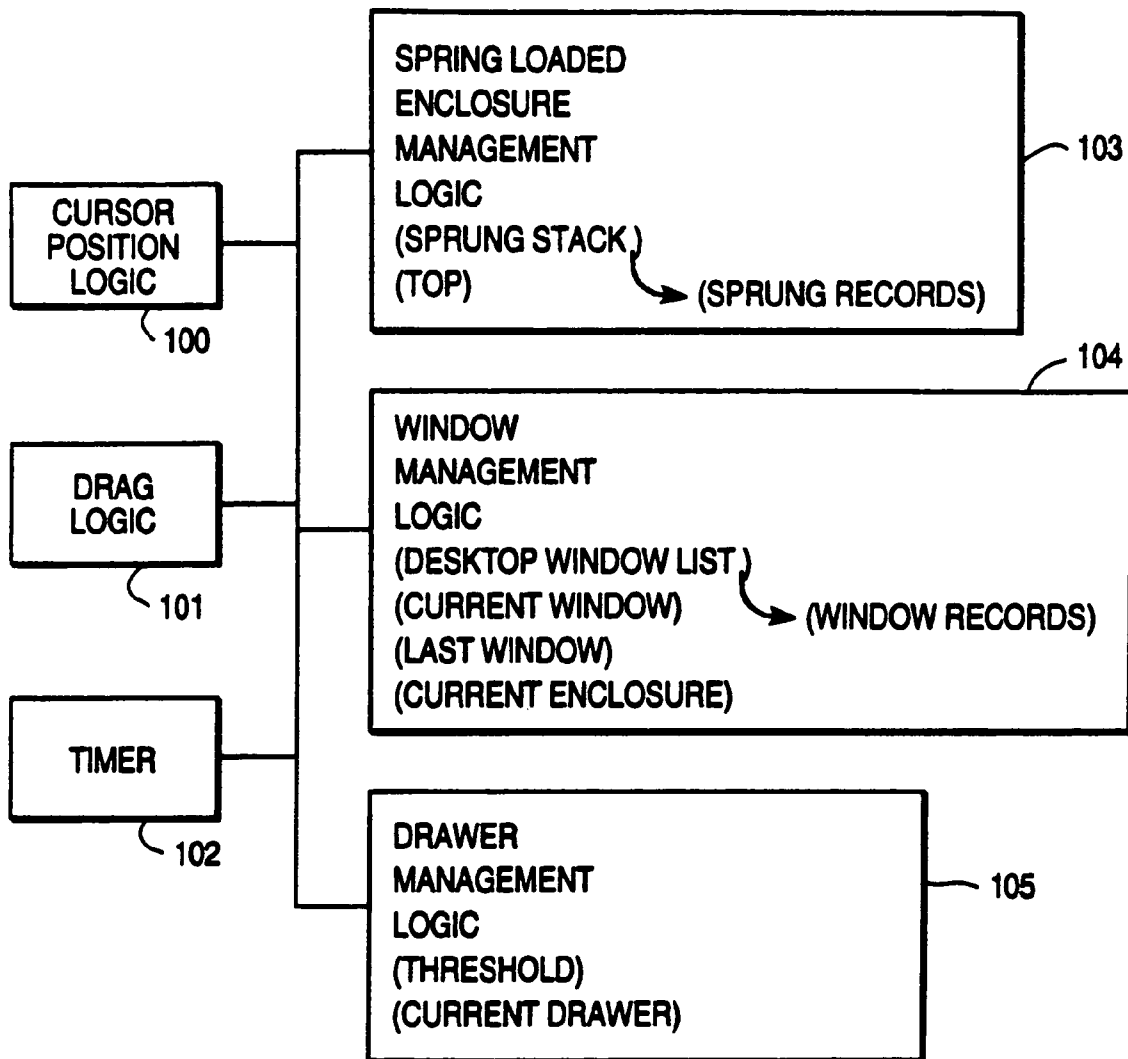 CURSOR
POSITION
LOGIC
100
DRAG
LOGIC
101
TIMER
102
SPRING LOADED
ENCLOSURE
MANAGEMENT
LOGIC
(SPRUNG STACK )
(TOP)
(SPRUNG RECORDS)
103
WINDOW
MANAGEMENT
LOGIC
(DESKTOP WINDOW LIST )
(CURRENT WINDOW)
(WINDOW RECORDS)
(LAST WINDOW)
(CURRENT ENCLOSURE)
104
DRAWER
MANAGEMENT
LOGIC
(THRESHOLD)
(CURRENT DRAWER)
105